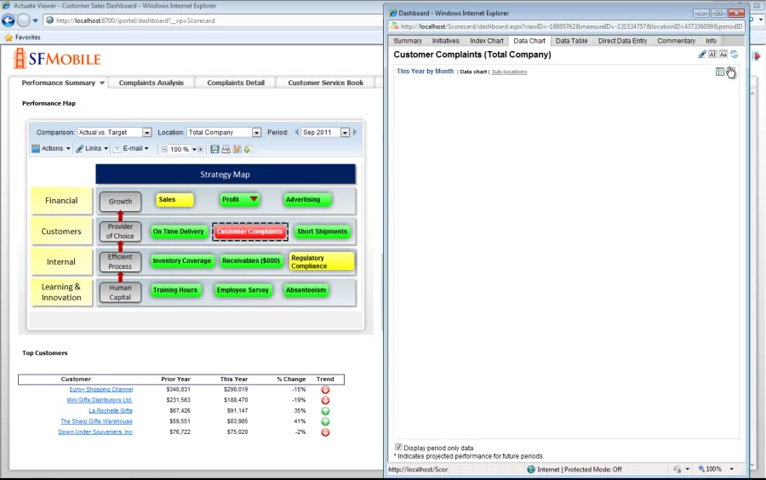 Actuate Viewer - Customer Sales Dashboard - Windows Internet Explorer
http://localhost:8700/iportal/dashboard?_vp=Scorecard
Favorites
SFMOBILE
Performance Summary
Complaints Analysis
Complaints Detail
Customer Service Book
Performance Map
Comparison: Actual vs. Target Location: Total Company Period: Sep 2011
Actions Links E-mail 100 %
Strategy Map
Financial Growth Sales Profit Advertising
Customers Provider of Choice On Time Delivery Customer Complaints Short Shipments
Internal Efficient Process Inventory Coverage Receivables ($000) Regulatory Compliance
Learning & Innovation Human Capital Training Hours Employee Survey Absenteeism
Top Customers
Customer Prior Year This Year % Change Trend
Euro+ Shopping Channel $340,831 $290,019 -15%
Mini Gifts Distributors Ltd. $231,563 $188,470 -19%
La Rochelle Gifts $67,426 $91,147 35%
The Sharp Gifts Warehouse $59,551 $83,985 41%
Down Under Souveniers, Inc $76,722 $75,020 -2%
Dashboard - Windows Internet Explorer
Summary Initiatives Index Chart Data Chart Data Table Direct Data Entry Commentary Info
Customer Complaints (Total Company)
This Year by Month | Data chart | Sub-locations
Display period only data
* Indicates projected performance for future periods
http://localhost/Scor
Internet | Protected Mode: Off
100%